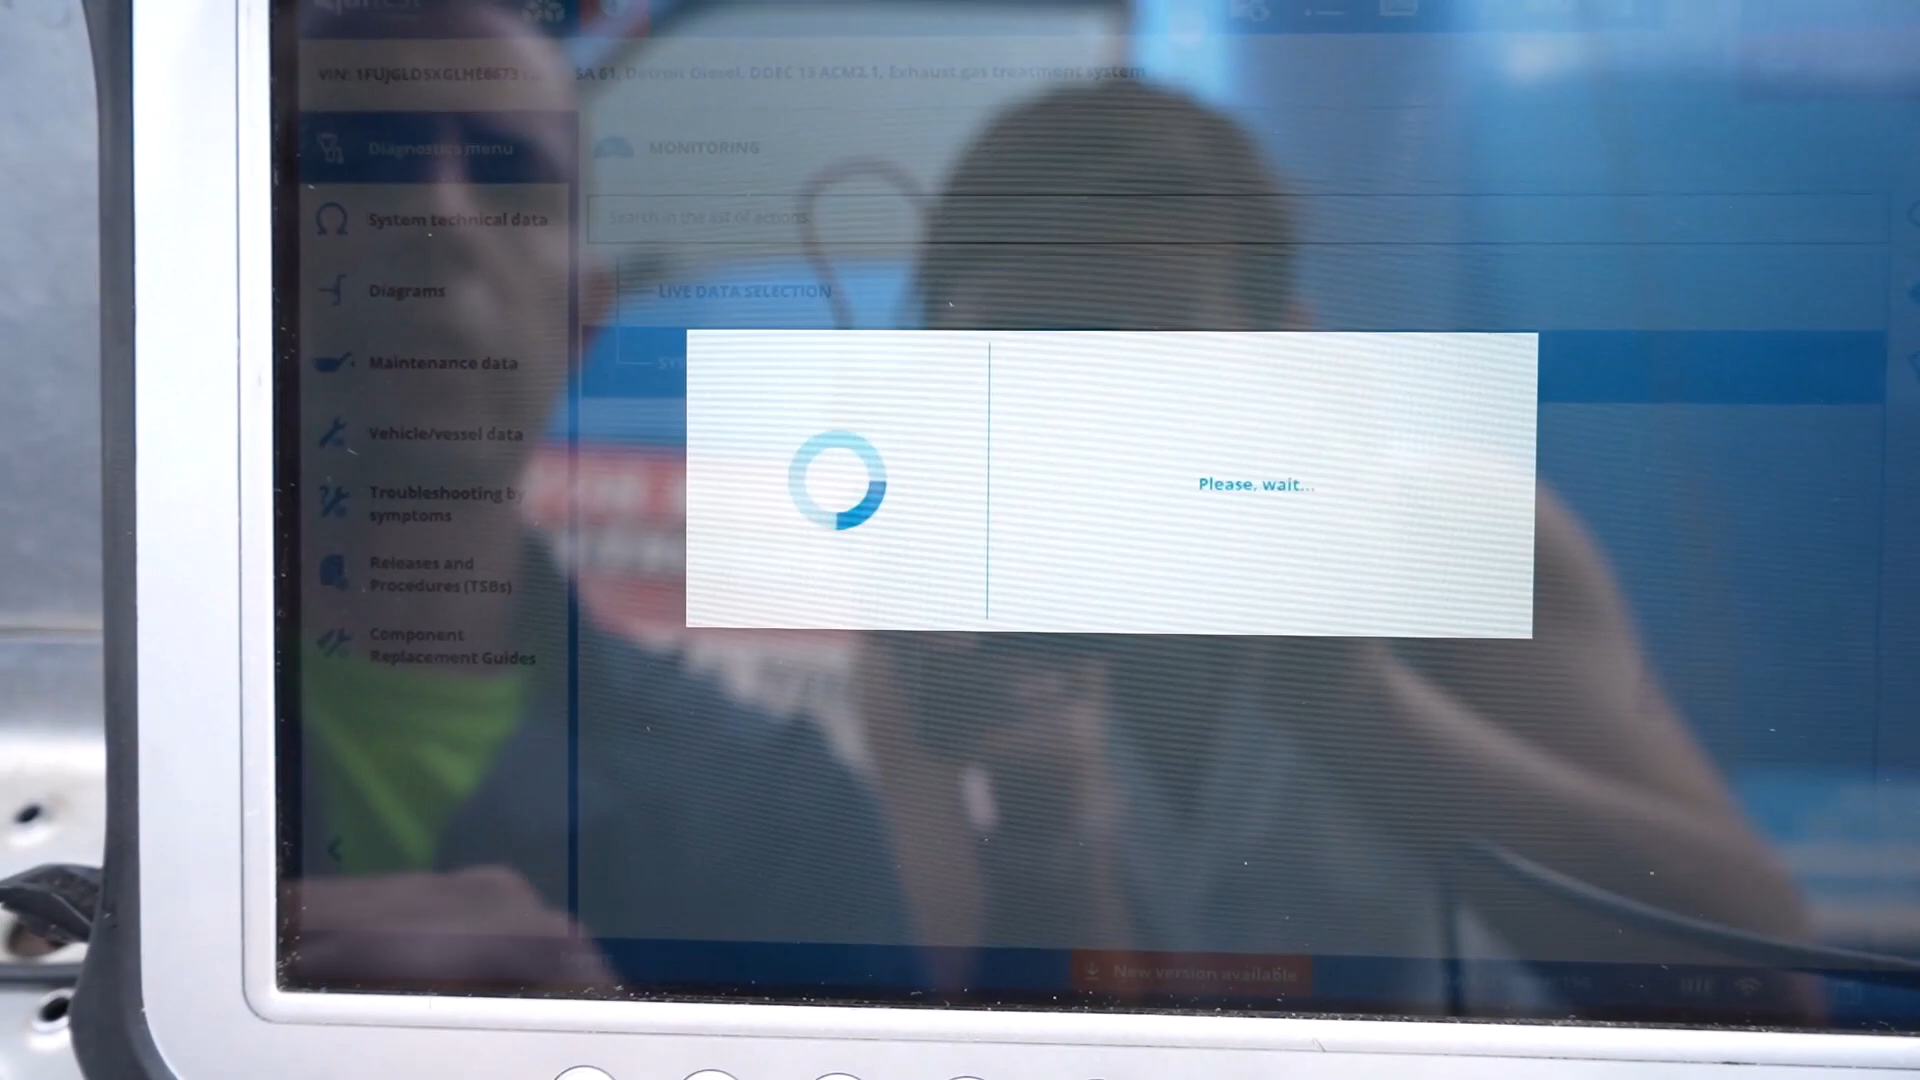 VIN: 1FUJGLDSXGLHE6673
SA 61, Detroit Diesel, DDEC 13 ACM2.1, Exhaust gas treatment system
Diagnostics menu
MONITORING
System technical data
Search in the list of actions
Diagrams
LIVE DATA SELECTION
Maintenance data
Vehicle/vessel data
Please, wait...
Troubleshooting by
symptoms
Releases and
Procedures (TSBs)
Component
Replacement Guides
New version available